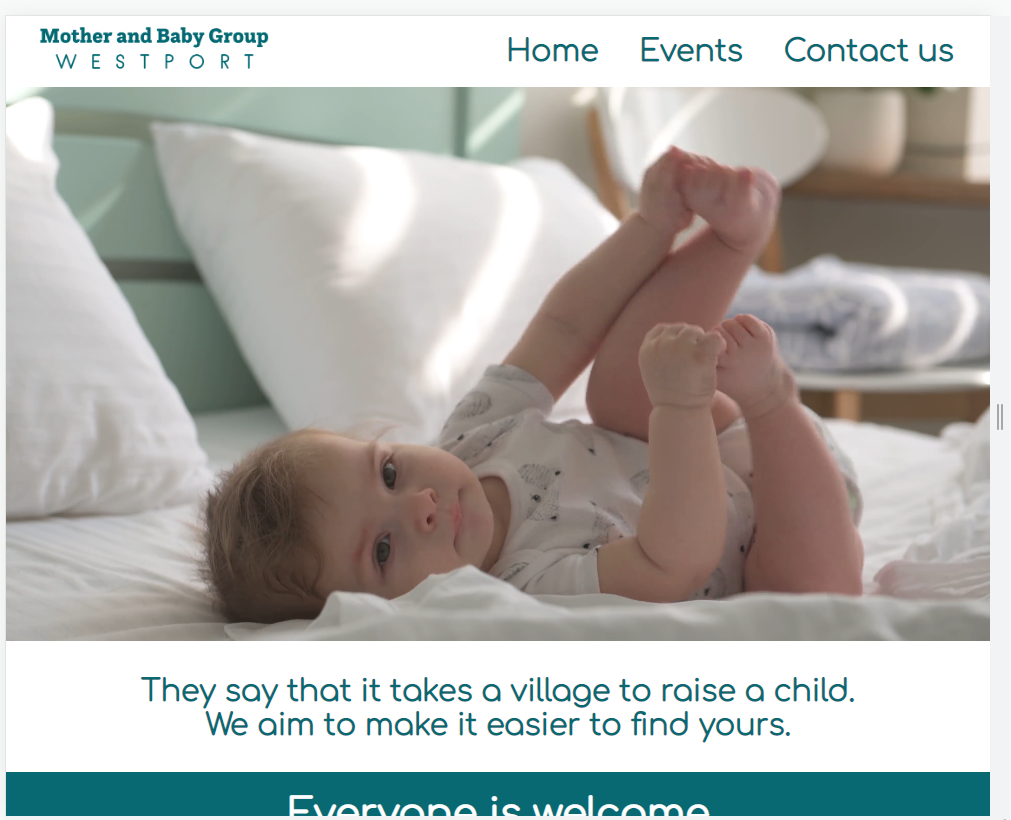 Mother and Baby Group
WESTPORT
Home Events Contact us
They say that it takes a village to raise a child.
We aim to make it easier to find yours.
Everyone is welcome